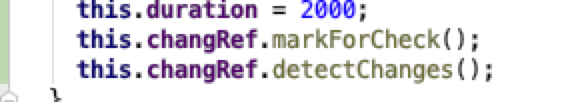 this.duration = 2000;
this.changRef.markForCheck();
this.changRef.detectChanges();
}